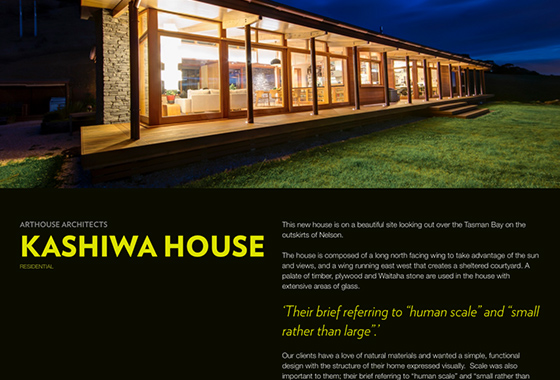 ARTHOUSE ARCHITECTS
KASHIWA HOUSE
RESIDENTIAL
This new house is on a beautiful site looking out over the Tasman Bay on the
outskirts of Nelson.
The house is composed of a long north facing wing to take advantage of the sun
and views, and a wing running east west that creates a sheltered courtyard. A
palate of timber, plywood and Waitaha stone are used in the house with
extensive areas of glass.
‘Their brief referring to “human scale” and “small
rather than large”.’
Our clients have a love of natural materials and wanted a simple, functional
design with the structure of their home expressed visually.  Scale was also
important to them; their brief referring to “human scale” and “small rather than